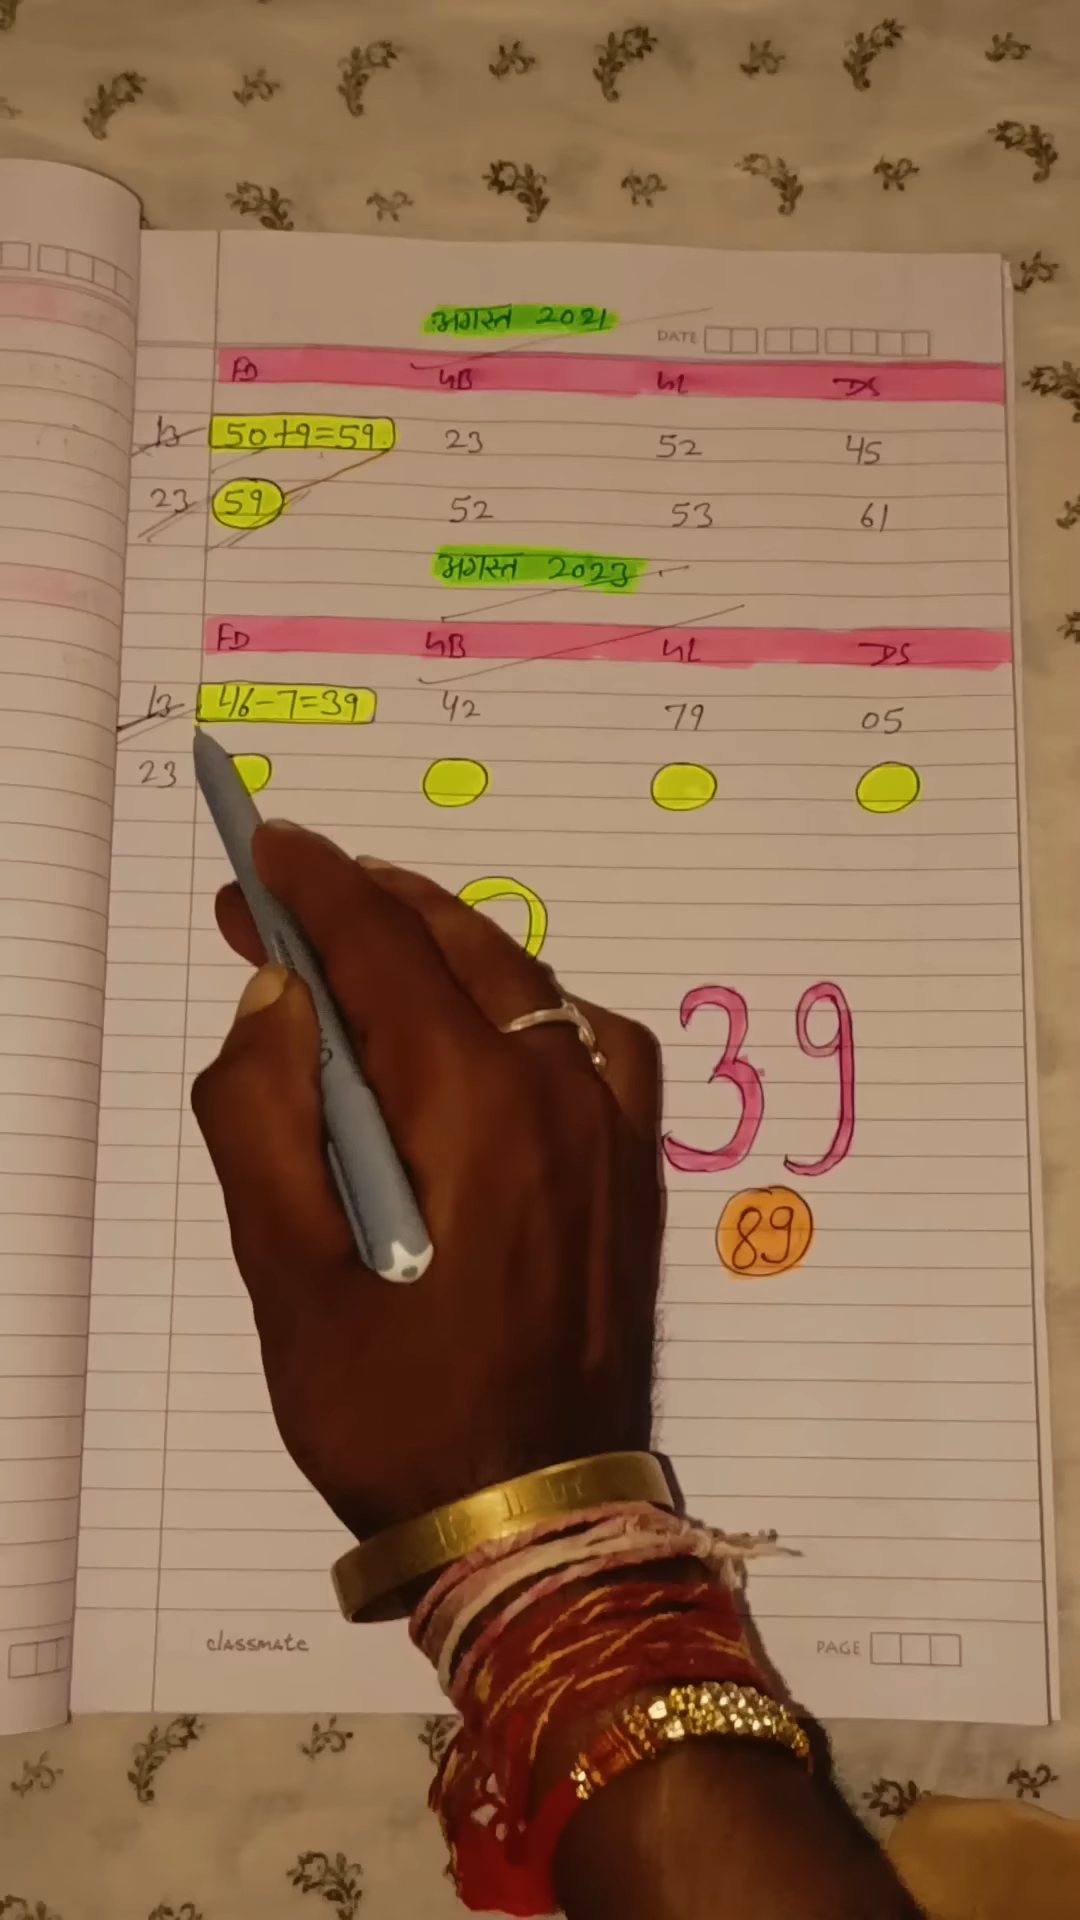 अगस्त 2021
DATE
FD GB GL DS
13 50+9=59 23 52 45
23 59 52 53 61
अगस्त 2023
FD GB GL DS
13 46-7=39 42 79 05
23
39
89
classmate
PAGE